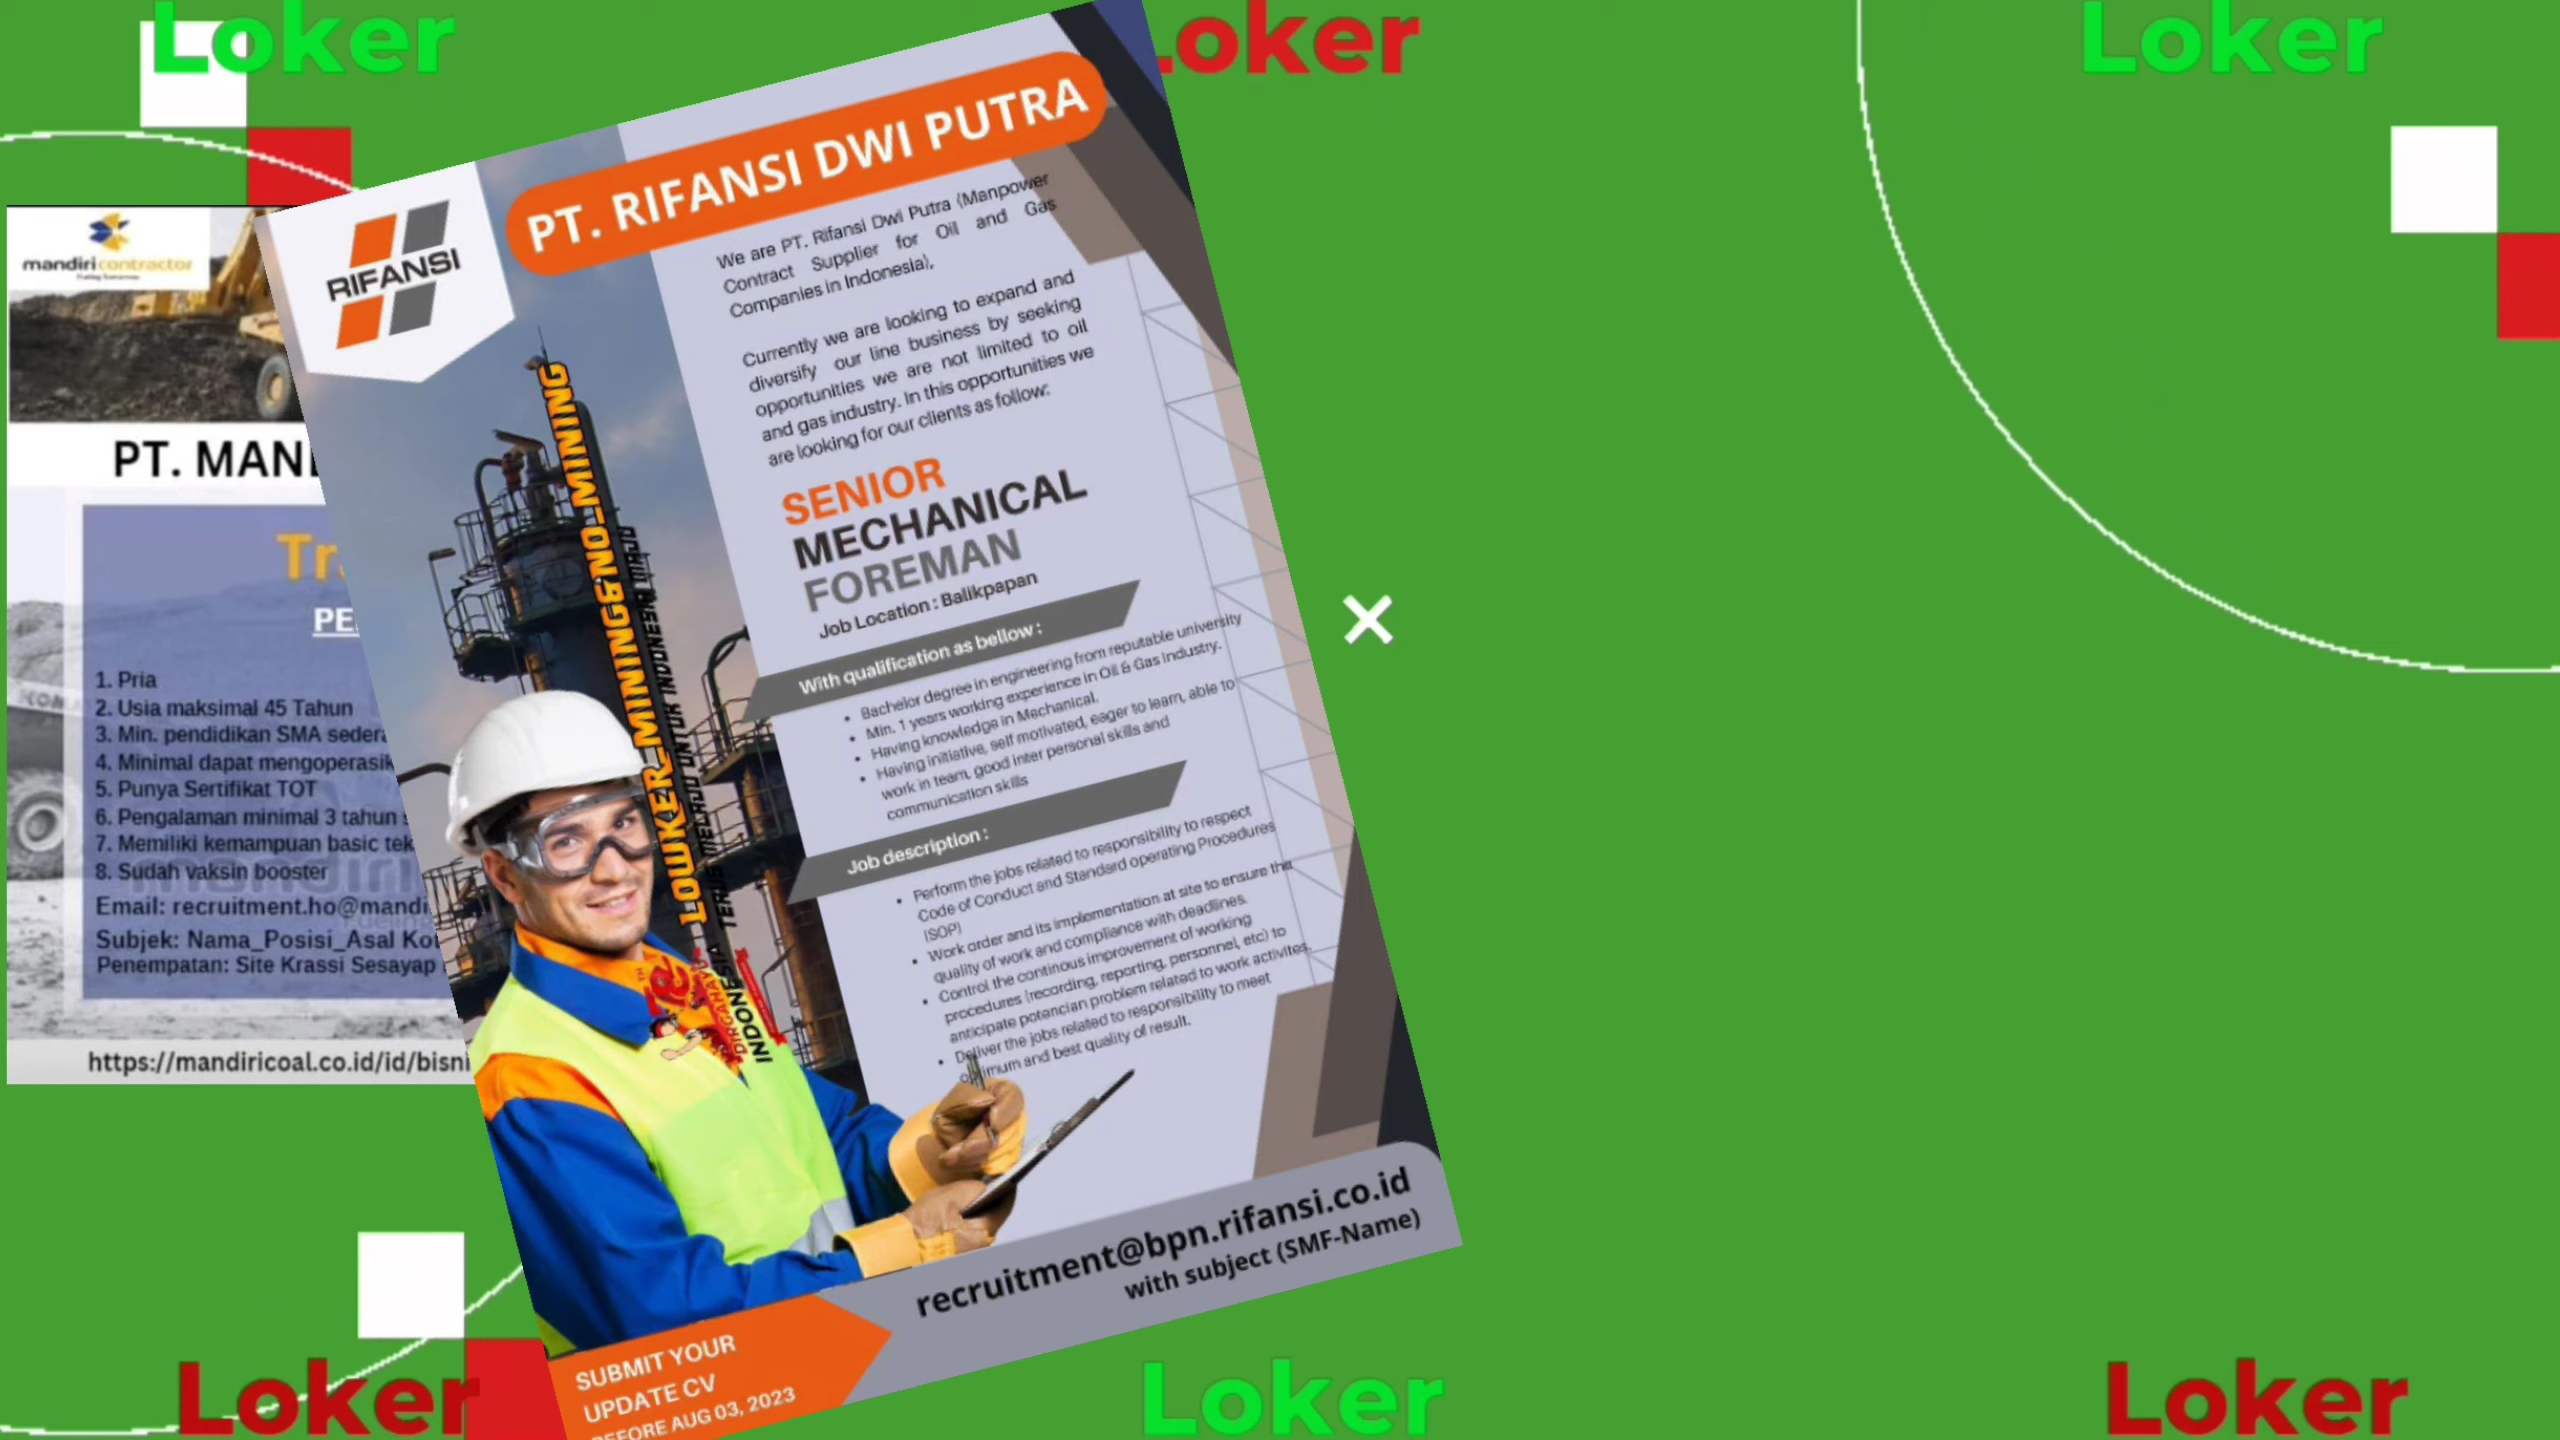 Loker
Loker
Loker
mandiricontractor
PT. MAN
Tr
PE
1. Pria
2. Usia maksimal 45 Tahun
3. Min. pendidikan SMA seder
4. Minimal dapat mengoperasik
5. Punya Sertifikat TOT
6. Pengalaman minimal 3 tahun
7. Memiliki kemampuan basic tek
8. Sudah vaksin booster
Email: recruitment.ho@mandi
Subjek: Nama_Posisi_Asal Ko
Penempatan: Site Krassi Sesayap
https://mandiricoal.co.id/id/bisni
RIFANSI
PT. RIFANSI DWI PUTRA
We are PT. Rifansi Dwi Putra (Manpower
Contract Supplier for Oil and Gas
Companies in Indonesia),
Currently we are looking to expand and
diversify our line business by seeking
opportunities we are not limited to oil
and gas industry. In this opportunities we
are looking for our clients as follow:
SENIOR
MECHANICAL
FOREMAN
Job Location : Balikpapan
With qualification as bellow :
• Bachelor degree in engineering from reputable university
• Min. 1 years working experience in Oil & Gas Industry.
• Having knowledge in Mechanical.
• Having initiative, self motivated, eager to learn, able to
work in team, good inter personal skills and
communication skills
Job description :
• Perform the jobs related to responsibility to respect
Code of Conduct and Standard operating Procedures
(SOP)
• Work order and its implementation at site to ensure the
quality of work and compliance with deadlines.
• Control the continous improvement of working
procedures (recording, reporting, personnel, etc) to
anticipate potencian problem related to work activites.
• Deliver the jobs related to responsibility to meet
optimum and best quality of result.
LOWKER_MINING&NO_MINING
TERUS MELAJU UNTUK INDONESIA MAJU
DIRGAHAYU
INDONESIA
recruitment@bpn.rifansi.co.id
with subject (SMF-Name)
SUBMIT YOUR
UPDATE CV
BEFORE AUG 03, 2023
Loker
Loker
Loker